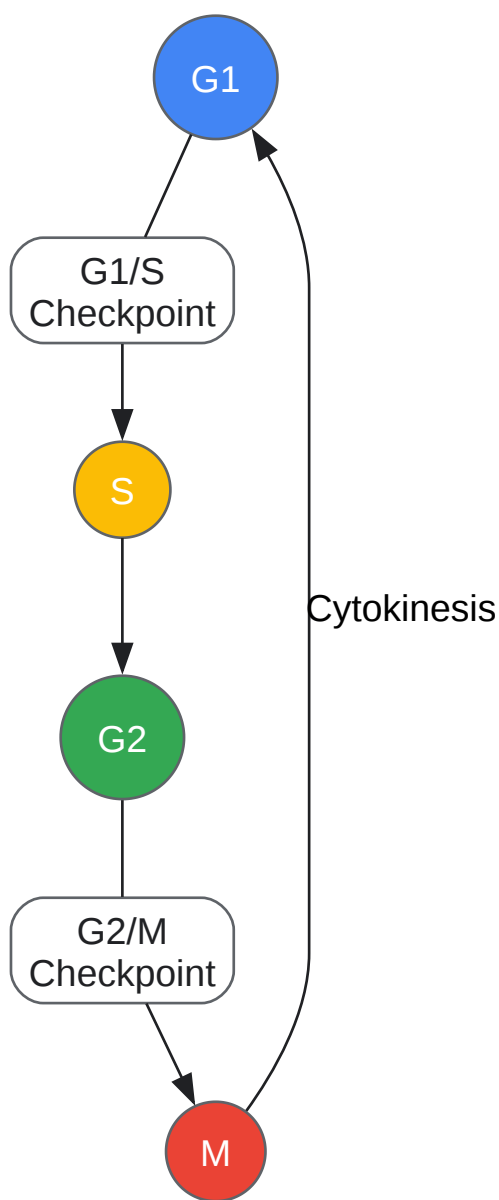 G1
G1/S
Checkpoint
S
Cytokinesis
G2
G2/M
Checkpoint
M